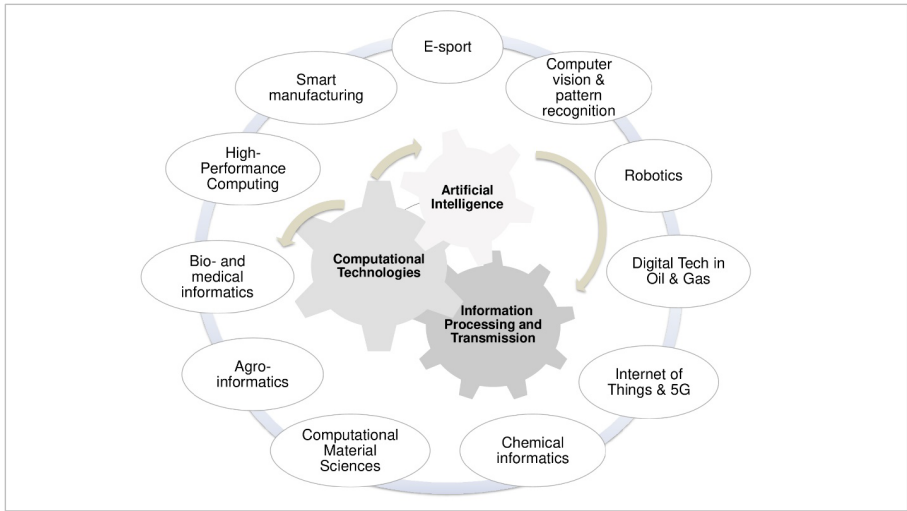 E-sport
Computer
vision &
pattern
recognition
Robotics
Digital Tech in
Oil & Gas
Internet of
Things & 5G
Chemical
informatics
Computational
Material
Sciences
Agro-
informatics
Bio- and
medical
informatics
High-
Performance
Computing
Smart
manufacturing
Artificial
Intelligence
Computational
Technologies
Information
Processing and
Transmission